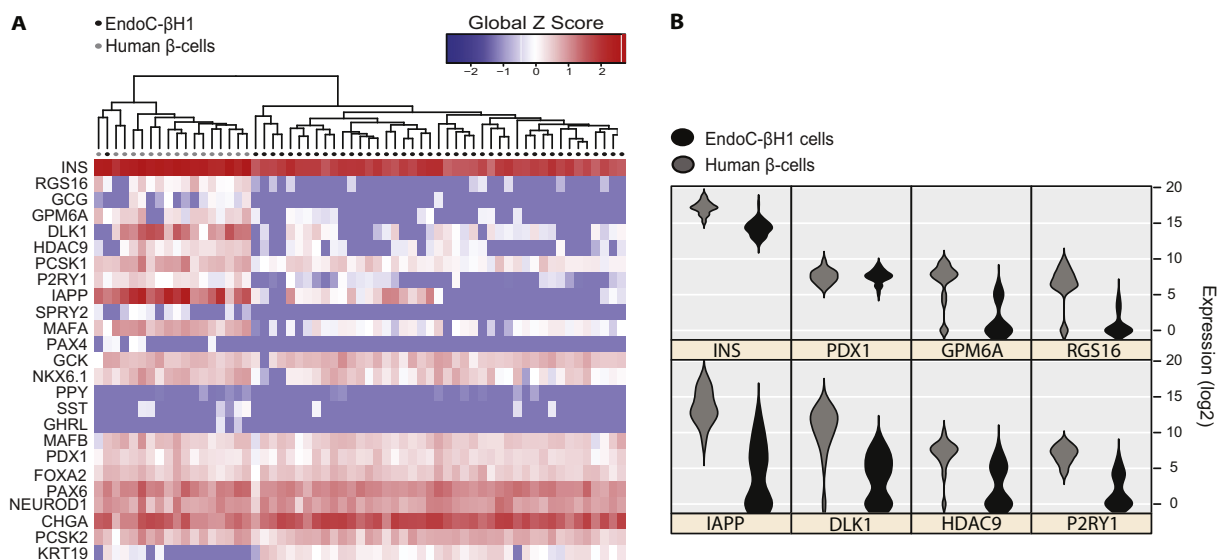 A
EndoC-βH1
Human β-cells
Global Z Score
−2 −1 0 1 2
INS
RGS16
GCG
GPM6A
DLK1
HDAC9
PCSK1
P2RY1
IAPP
SPRY2
MAFA
PAX4
GCK
NKX6.1
PPY
SST
GHRL
MAFB
PDX1
FOXA2
PAX6
NEUROD1
CHGA
PCSK2
KRT19
B
EndoC-βH1 cells
Human β-cells
20
15
10
5
0
INS PDX1 GPM6A RGS16
20
15
10
5
0
IAPP DLK1 HDAC9 P2RY1
Expression (log2)